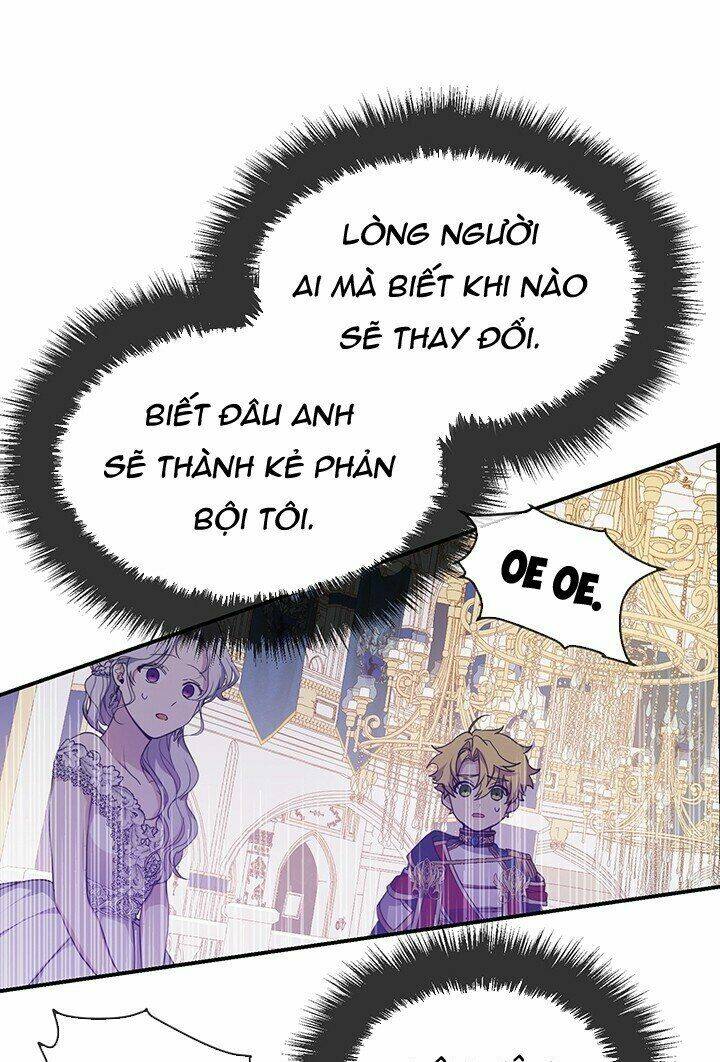 LÒNG NGƯỜI
AI MÀ BIẾT KHI NÀO
SẼ THAY ĐỔI.
BIẾT ĐÂU ANH
SẼ THÀNH KẺ PHẢN
BỘI TÔI.
OE OE.